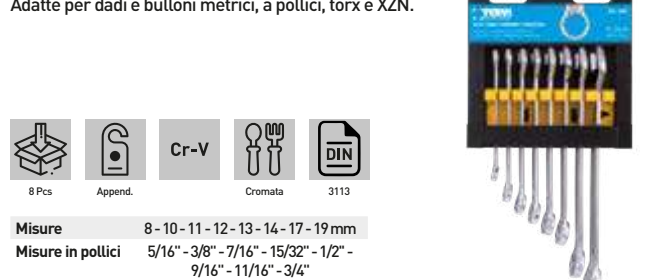 Adatte per dadi e bulloni metrici, a pollici, torx e XZN.
Cr-V
DIN
8 Pcs
Append.
Cromata
3113
Misure 8 - 10 - 11 - 12 - 13 - 14 - 17 - 19 mm
Misure in pollici 5/16" - 3/8" - 7/16" - 15/32" - 1/2" -
9/16" - 11/16" - 3/4"